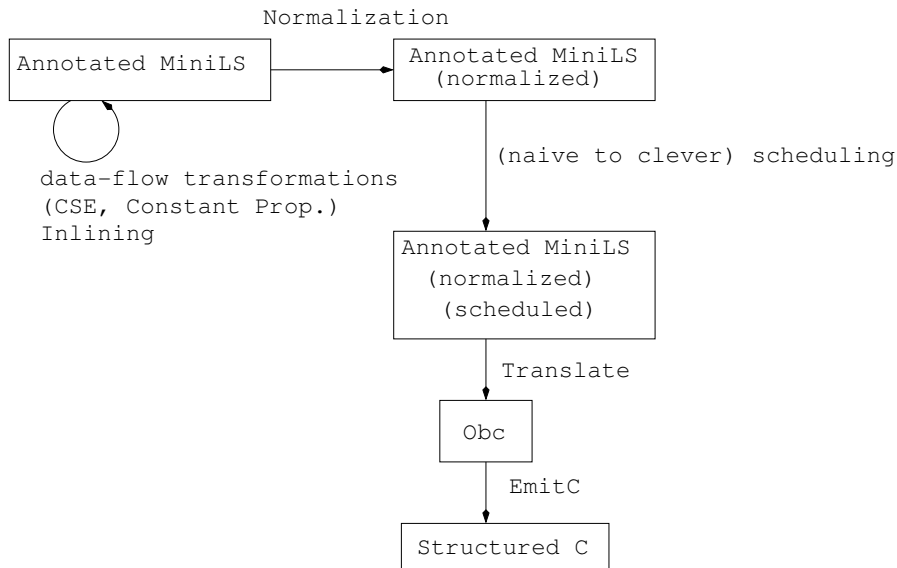 Normalization
Annotated MiniLS
Annotated MiniLS
(normalized)
(naive to clever) scheduling
data-flow transformations
(CSE, Constant Prop.)
Inlining
Annotated MiniLS
(normalized)
(scheduled)
Translate
Obc
EmitC
Structured C